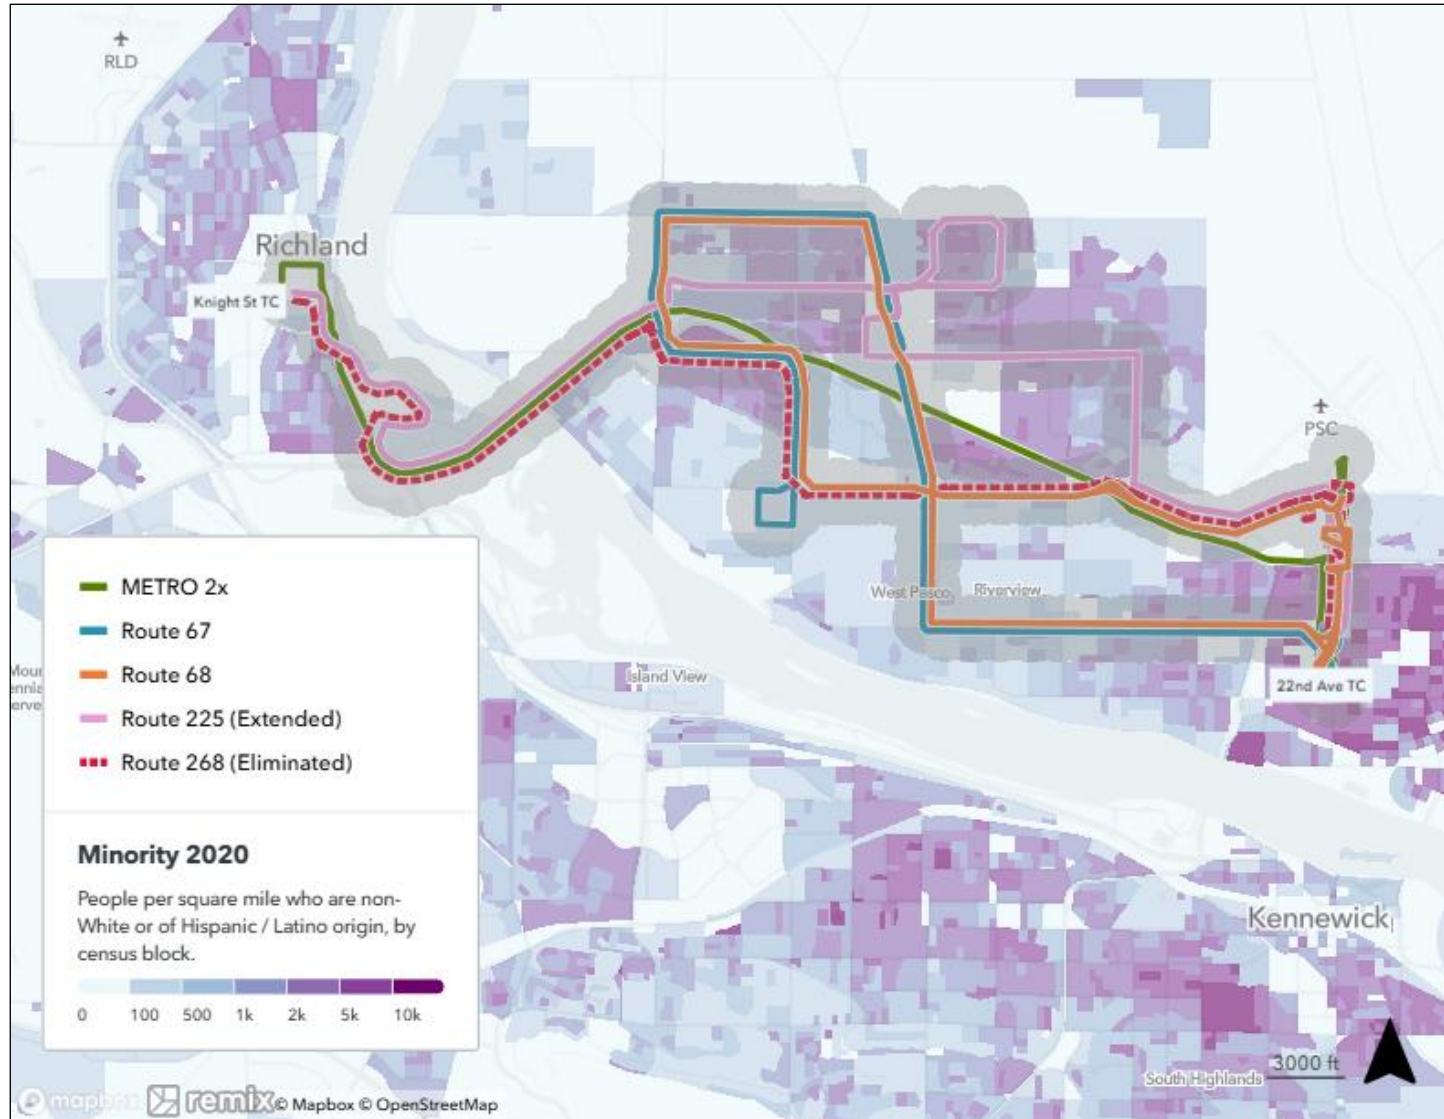 RLD
Richland
Knight St TC
PSC
METRO 2x
Route 67
Route 68
Route 225 (Extended)
Route 268 (Eliminated)
West Pasco
Riverview
Island View
22nd Ave TC
Minority 2020
People per square mile who are non-
White or of Hispanic / Latino origin, by
census block.
0 100 500 1k 2k 5k 10k
Kennewick
3000 ft
South Highlands
mapbox remix © Mapbox © OpenStreetMap